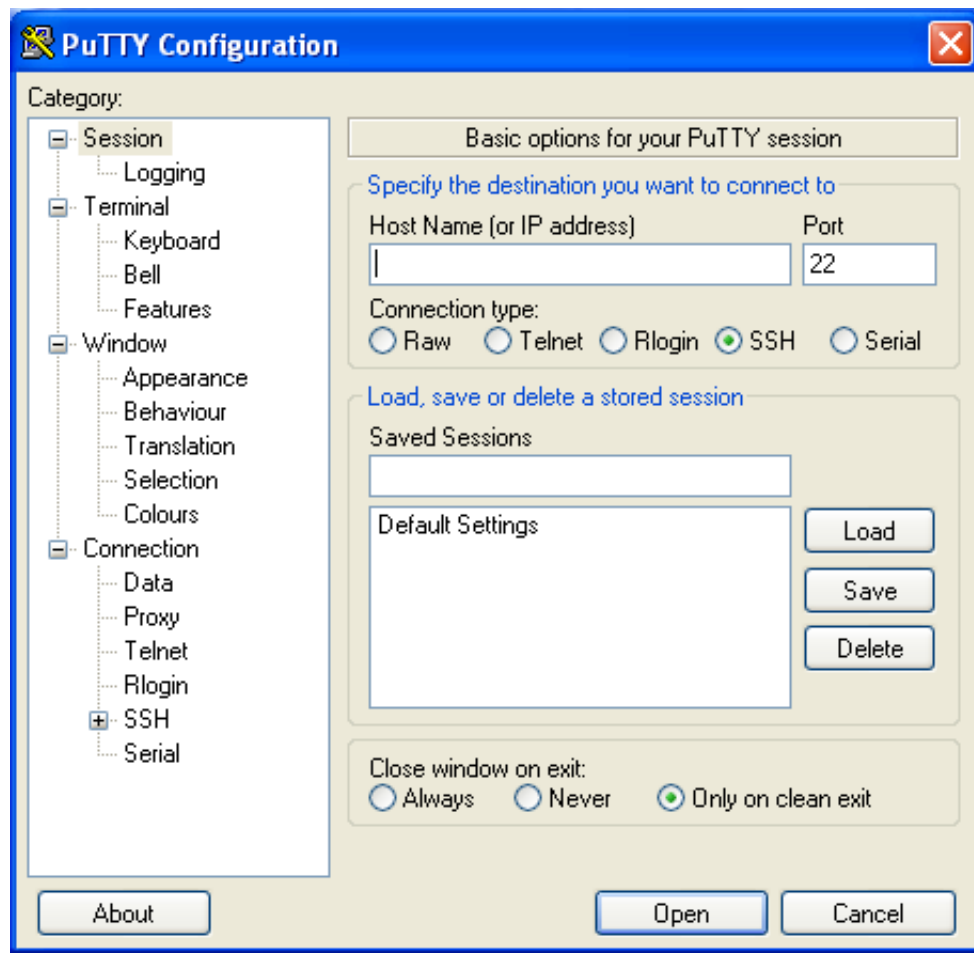 PuTTY Configuration
Category:
Session
Logging
Terminal
Keyboard
Bell
Features
Window
Appearance
Behaviour
Translation
Selection
Colours
Connection
Data
Proxy
Telnet
Rlogin
SSH
Serial
Basic options for your PuTTY session
Specify the destination you want to connect to
Host Name (or IP address) Port
22
Connection type:
Raw Telnet Rlogin SSH Serial
Load, save or delete a stored session
Saved Sessions
Default Settings
Load
Save
Delete
Close window on exit:
Always Never Only on clean exit
About Open Cancel